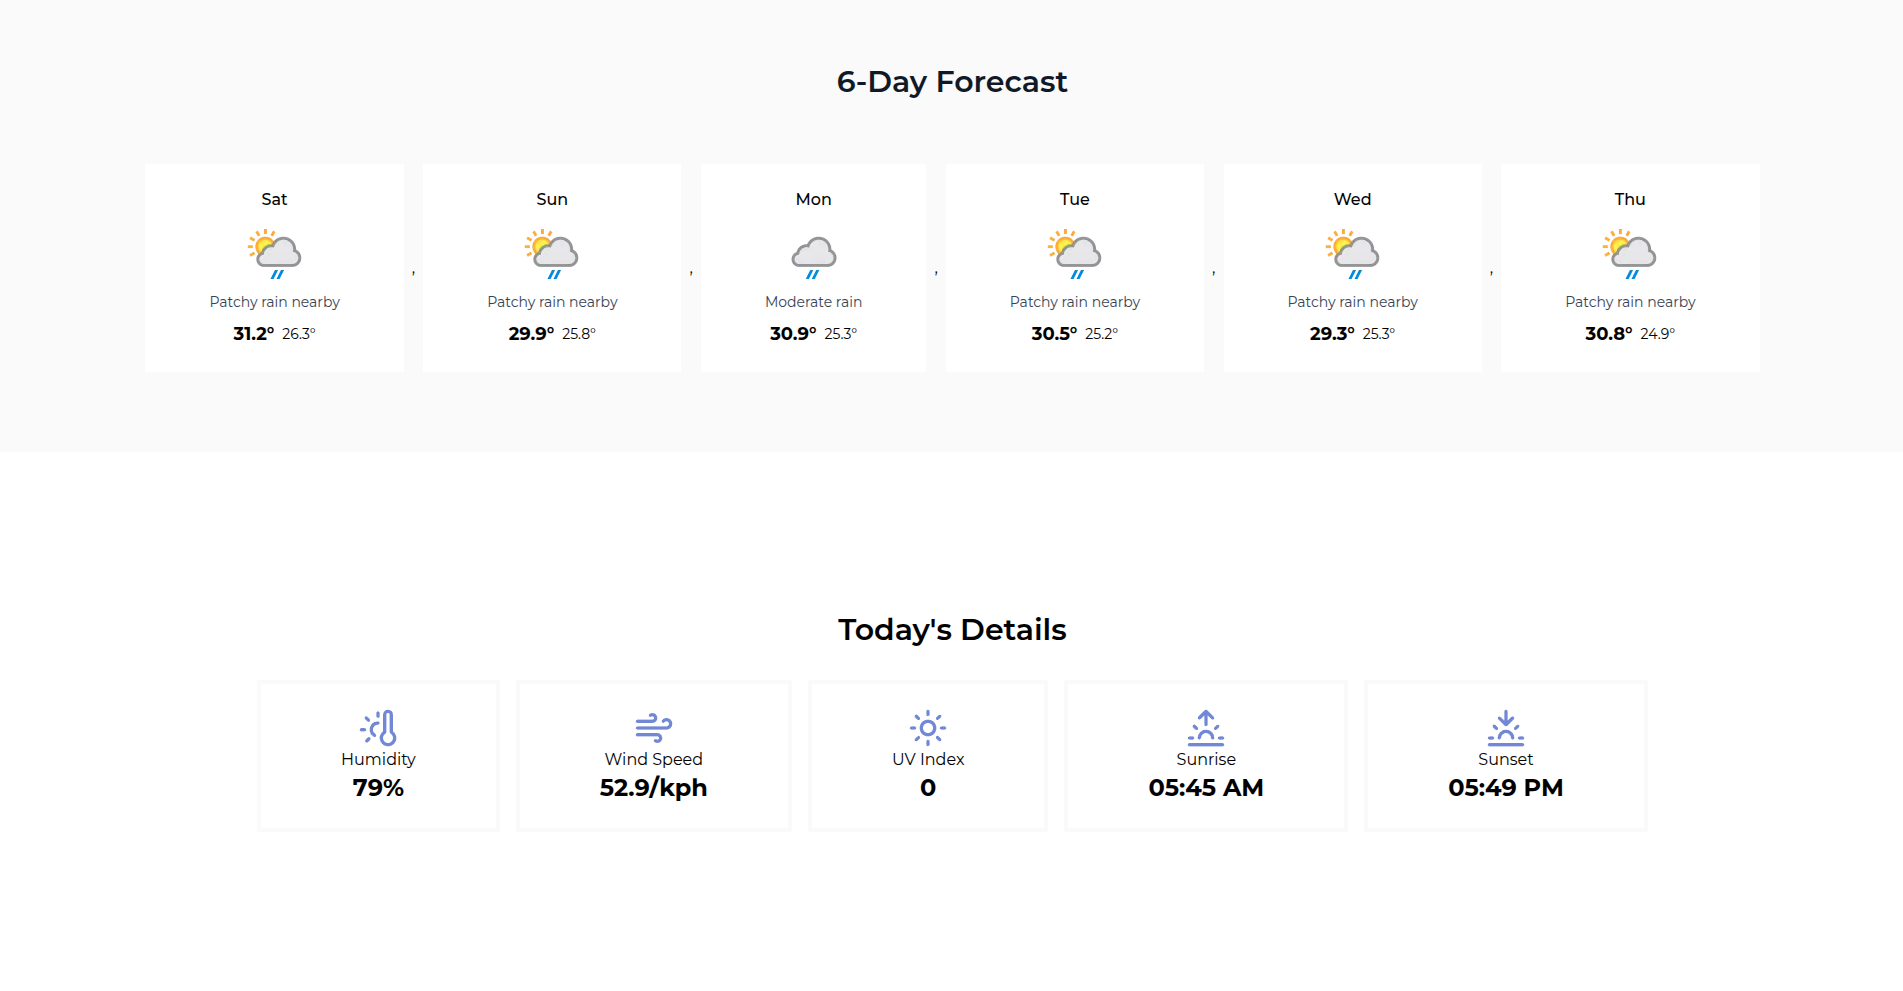 6-Day Forecast
Sat
Patchy rain nearby
31.2° 26.3°
,
Sun
Patchy rain nearby
29.9° 25.8°
,
Mon
Moderate rain
30.9° 25.3°
,
Tue
Patchy rain nearby
30.5° 25.2°
,
Wed
Patchy rain nearby
29.3° 25.3°
,
Thu
Patchy rain nearby
30.8° 24.9°
Today's Details
Humidity
79%
Wind Speed
52.9/kph
UV Index
0
Sunrise
05:45 AM
Sunset
05:49 PM